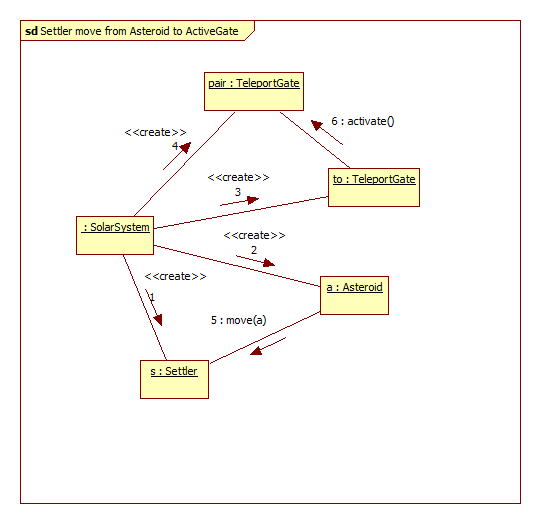 sd Settler move from Asteroid to ActiveGate
pair : TeleportGate
6 : activate()
<<create>>
4
to : TeleportGate
<<create>>
3
: SolarSystem
<<create>>
2
<<create>>
1
a : Asteroid
5 : move(a)
s : Settler